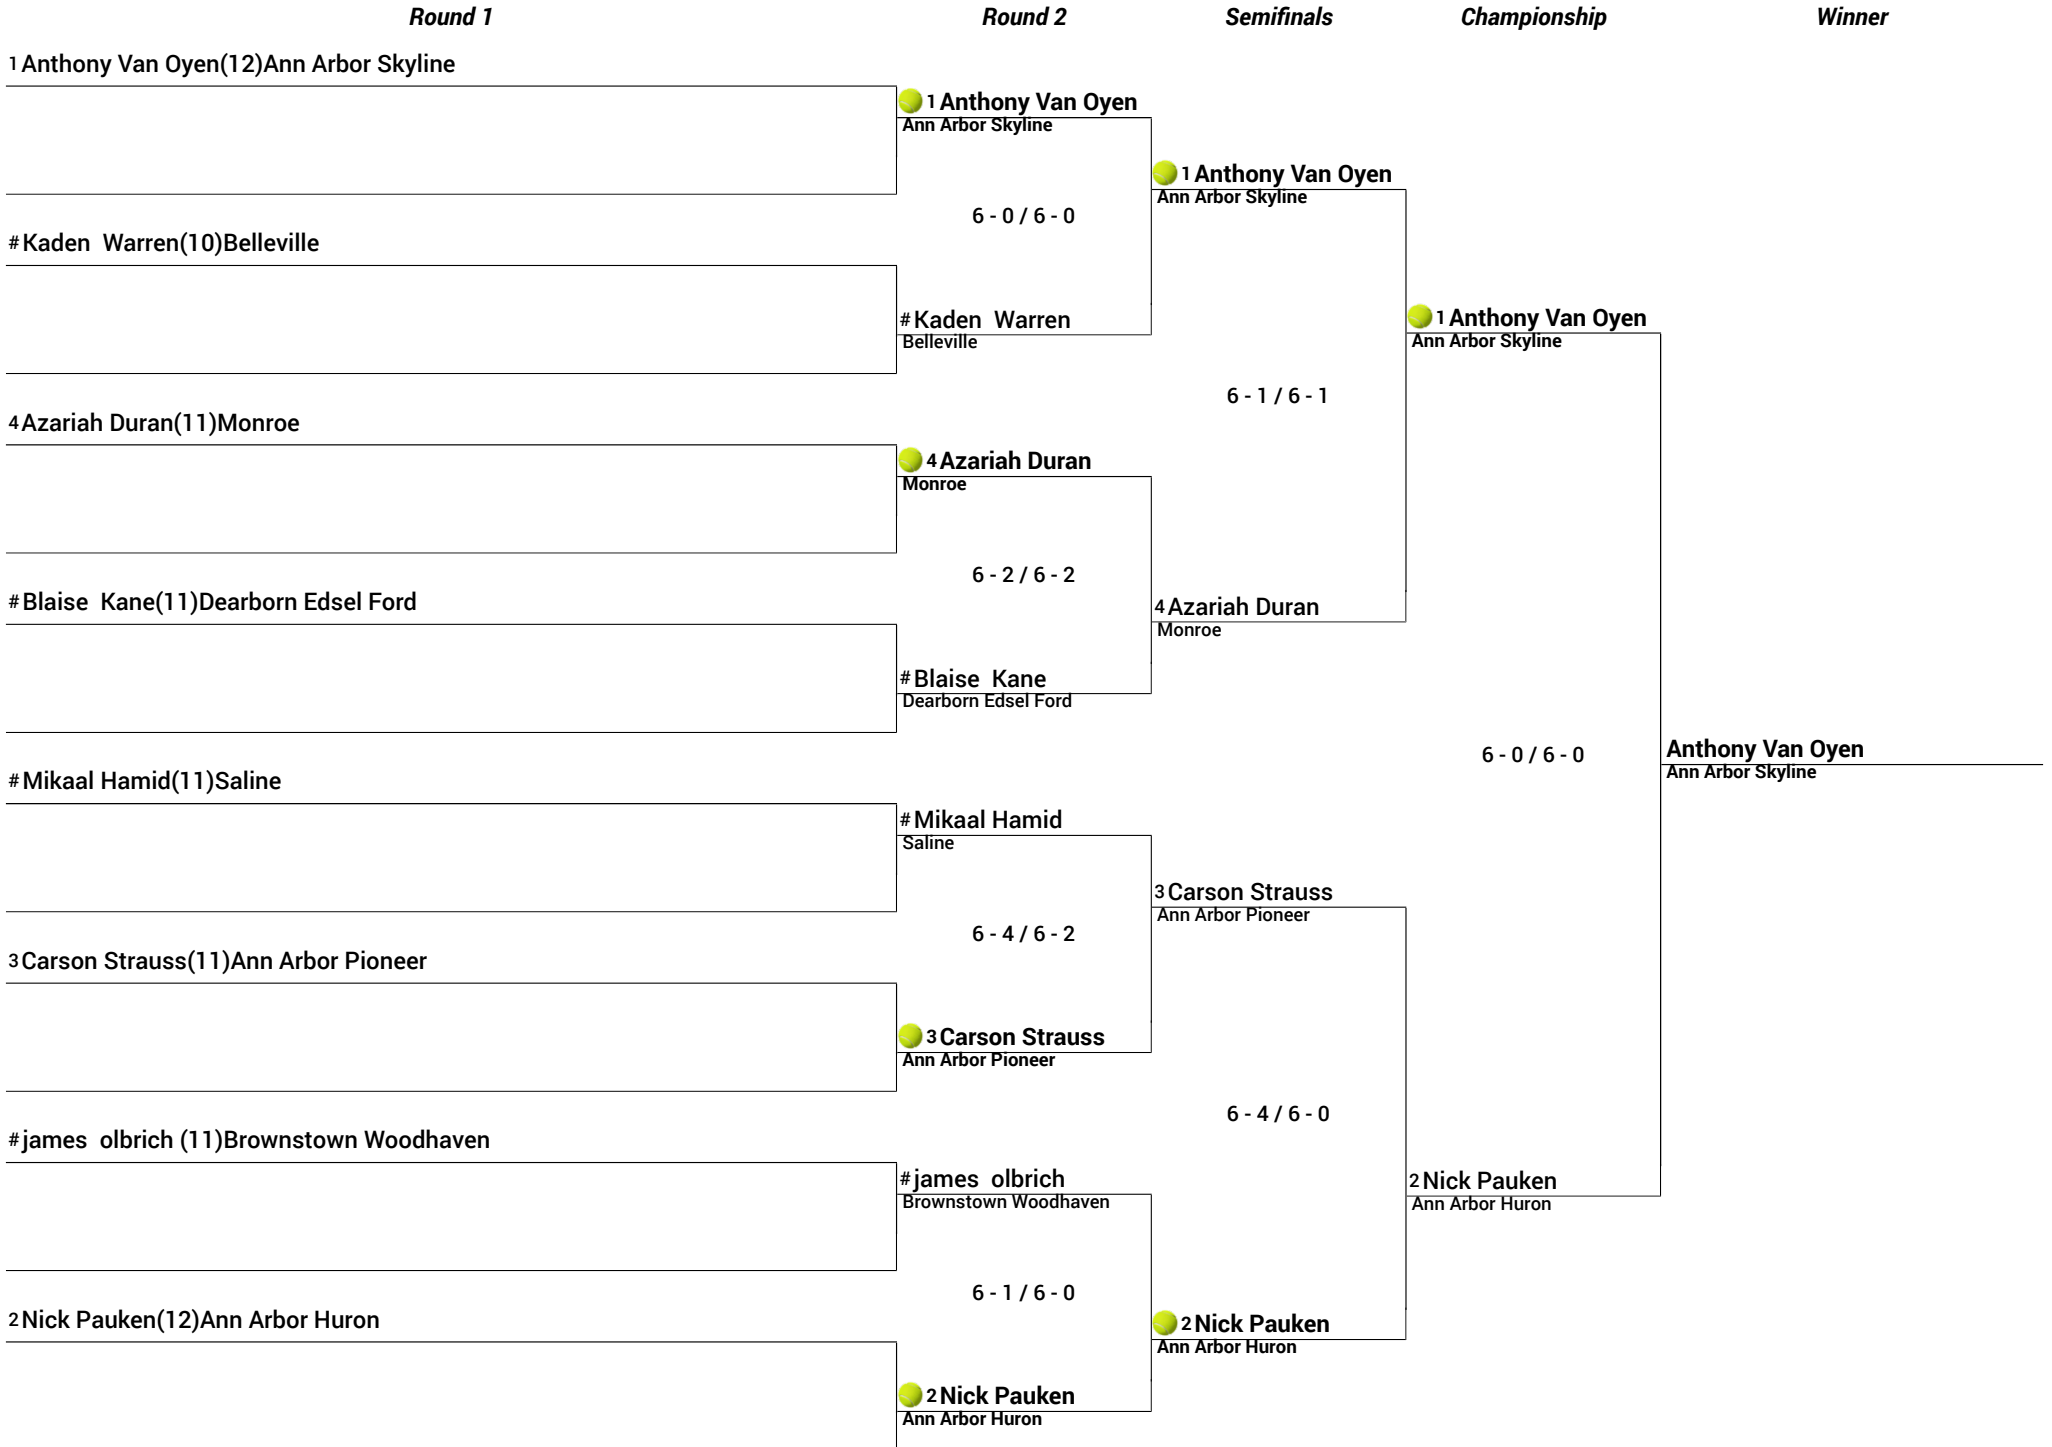 Round 1 Round 2 Semifinals Championship Winner
1 Anthony Van Oyen(12)Ann Arbor Skyline
1 Anthony Van Oyen
Ann Arbor Skyline
1 Anthony Van Oyen
Ann Arbor Skyline
6 - 0 / 6 - 0
# Kaden  Warren(10)Belleville
# Kaden  Warren
Belleville
1 Anthony Van Oyen
Ann Arbor Skyline
6 - 1 / 6 - 1
4 Azariah Duran(11)Monroe
4 Azariah Duran
Monroe
6 - 2 / 6 - 2
# Blaise  Kane(11)Dearborn Edsel Ford
4 Azariah Duran
Monroe
# Blaise  Kane
Dearborn Edsel Ford
6 - 0 / 6 - 0
Anthony Van Oyen
Ann Arbor Skyline
# Mikaal Hamid(11)Saline
# Mikaal Hamid
Saline
3 Carson Strauss
Ann Arbor Pioneer
6 - 4 / 6 - 2
3 Carson Strauss(11)Ann Arbor Pioneer
3 Carson Strauss
Ann Arbor Pioneer
6 - 4 / 6 - 0
# james  olbrich (11)Brownstown Woodhaven
# james  olbrich
Brownstown Woodhaven
2 Nick Pauken
Ann Arbor Huron
6 - 1 / 6 - 0
2 Nick Pauken(12)Ann Arbor Huron
2 Nick Pauken
Ann Arbor Huron
2 Nick Pauken
Ann Arbor Huron